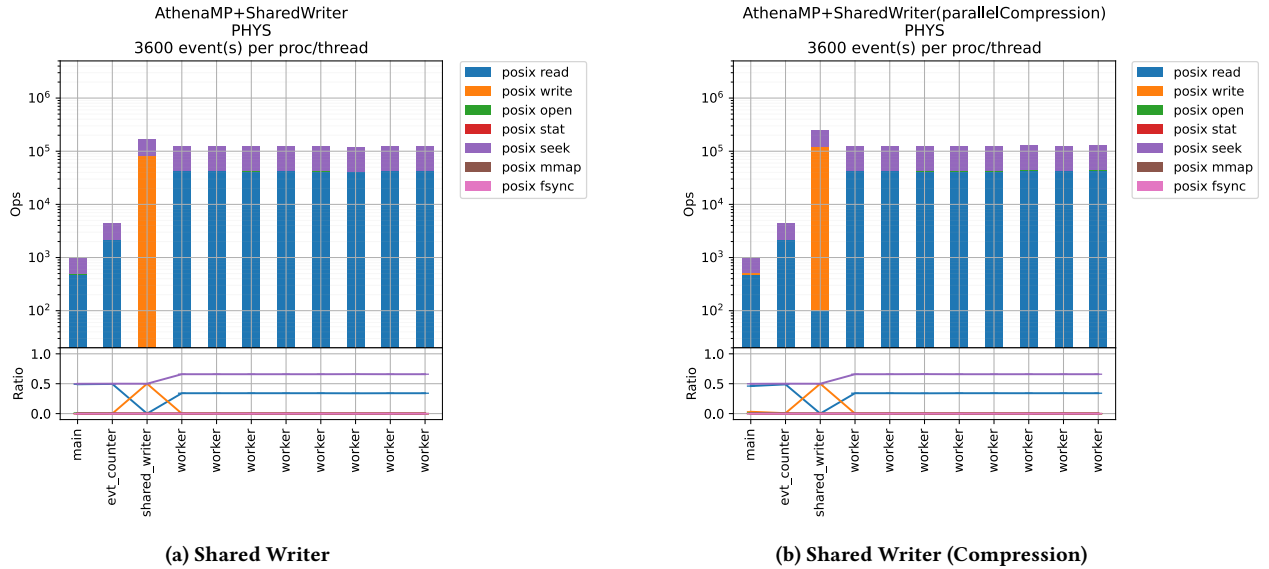 AthenaMP+SharedWriter
PHYS
3600 event(s) per proc/thread
10^6
10^5
10^4
10^3
10^2
Ops
1.0
0.5
0.0
Ratio
main
evt_counter
shared_writer
worker
worker
worker
worker
worker
worker
worker
worker
posix read
posix write
posix open
posix stat
posix seek
posix mmap
posix fsync
(a) Shared Writer
AthenaMP+SharedWriter(parallelCompression)
PHYS
3600 event(s) per proc/thread
10^6
10^5
10^4
10^3
10^2
Ops
1.0
0.5
0.0
Ratio
main
evt_counter
shared_writer
worker
worker
worker
worker
worker
worker
worker
worker
posix read
posix write
posix open
posix stat
posix seek
posix mmap
posix fsync
(b) Shared Writer (Compression)